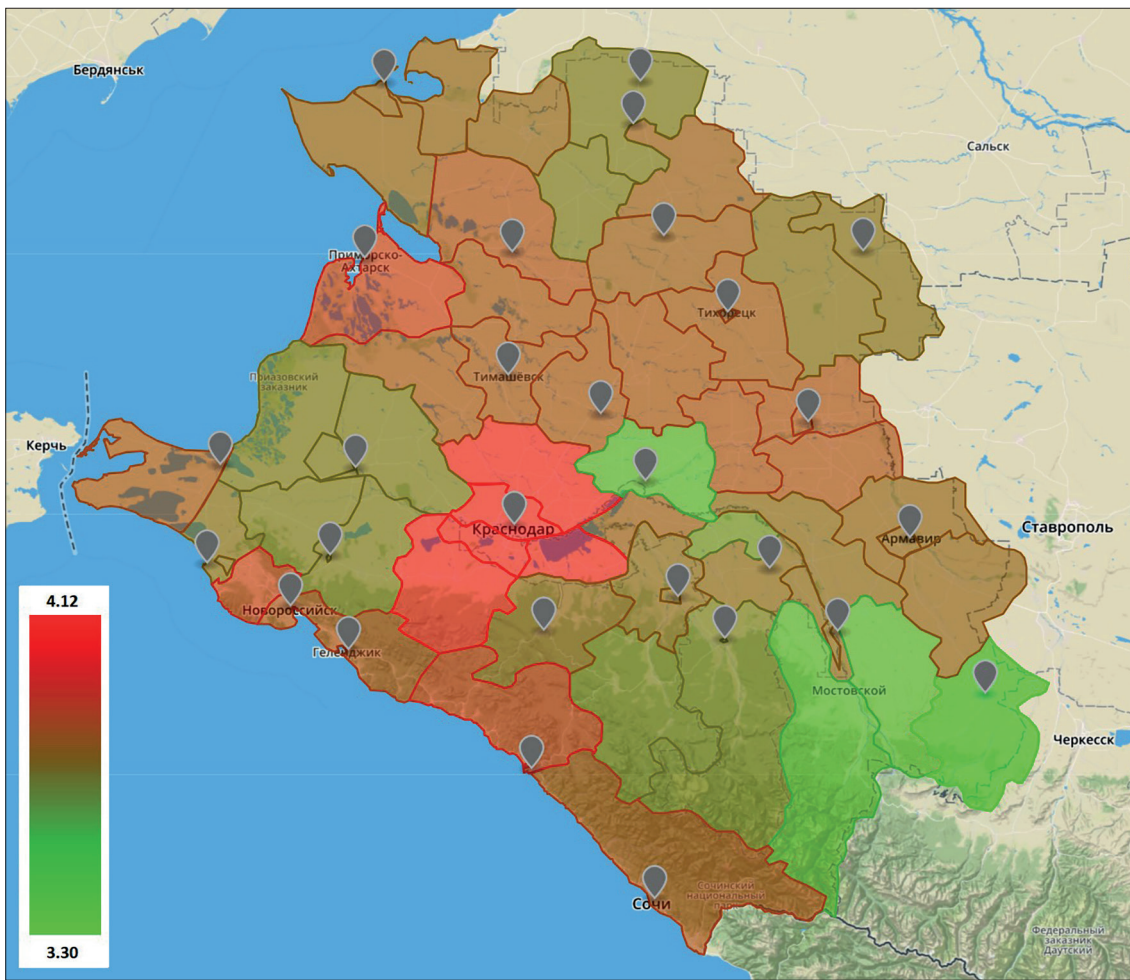 Бердянськ
Сальск
Приморско-
Ахтарск
Тихорецк
Тимашёвск
Приазовский
заказник
Керчь
Краснодар
Ставрополь
Армавир
4.12
Новороссийск
Геленджик
Мостовской
Черкесск
Сочинский
национальный
парк
Сочи
3.30
Федеральный
заказник
Даутский